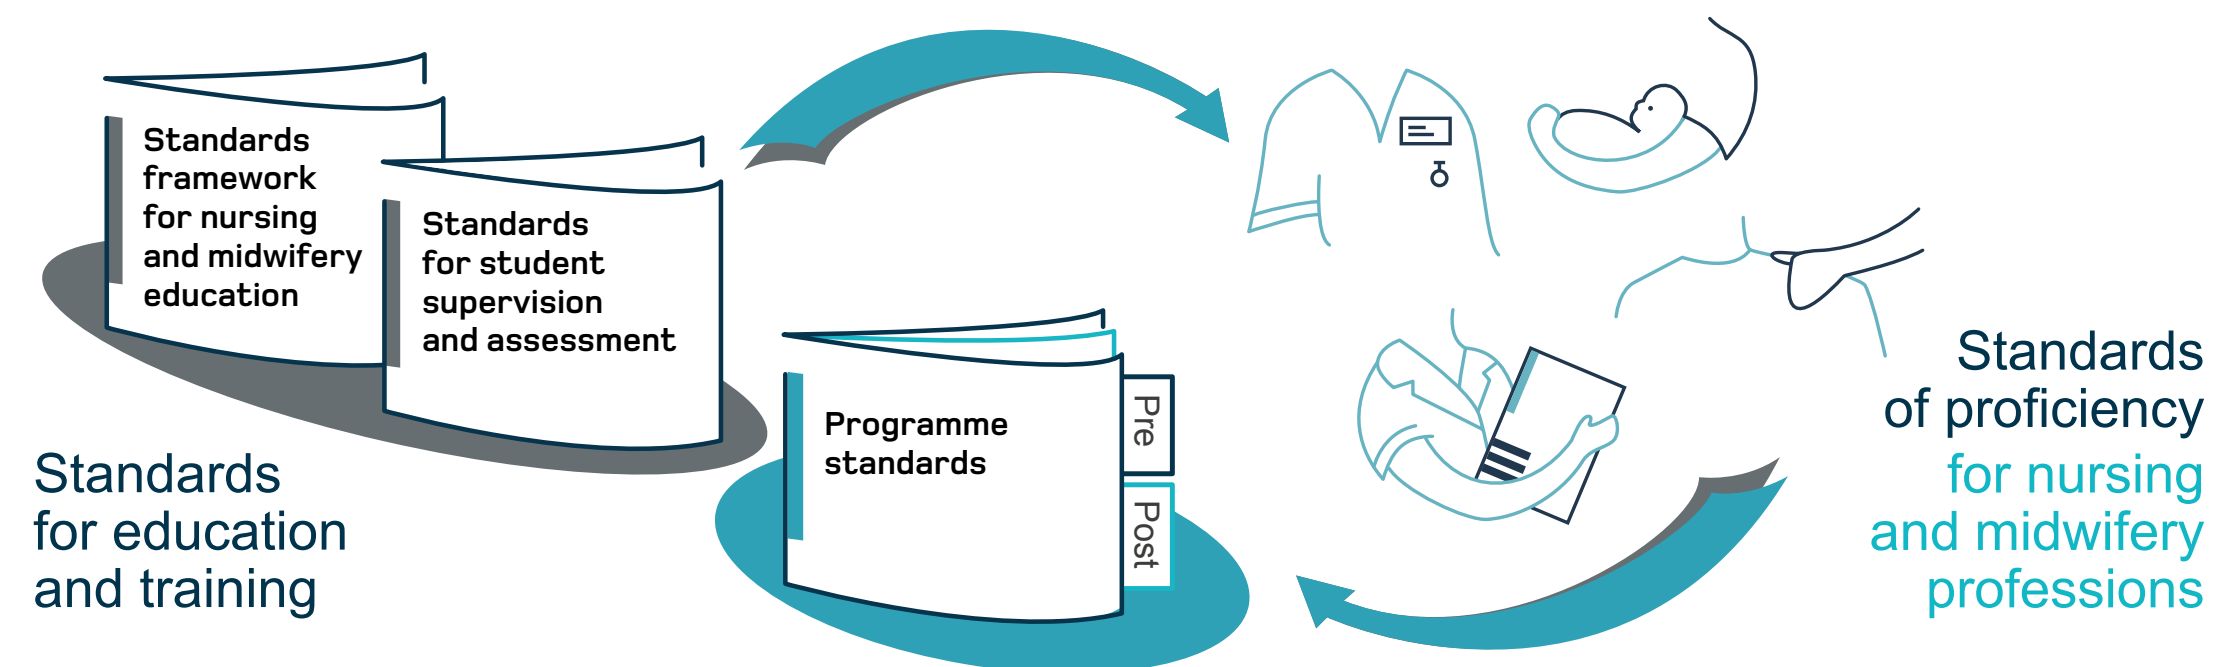 Standards
framework
for nursing
and midwifery
education
Standards
for student
supervision
and assessment
Programme
standards
Pre
Post
Standards
for education
and training
Standards
of proficiency
for nursing
and midwifery
professions